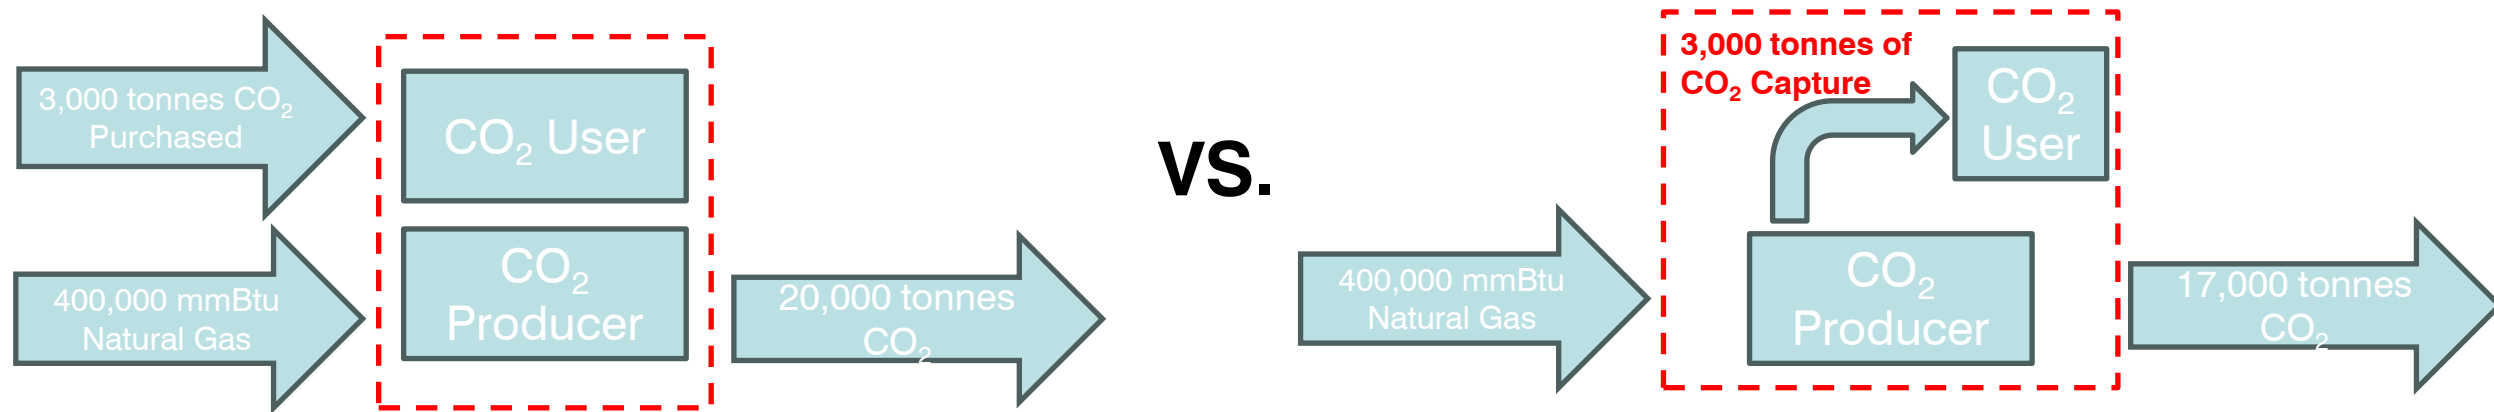 3,000 tonnes CO₂
Purchased
400,000 mmBtu
Natural Gas
CO₂ User
CO₂
Producer
20,000 tonnes
CO₂
vs.
400,000 mmBtu
Natural Gas
3,000 tonnes of
CO₂ Capture
CO₂
User
CO₂
Producer
17,000 tonnes
CO₂